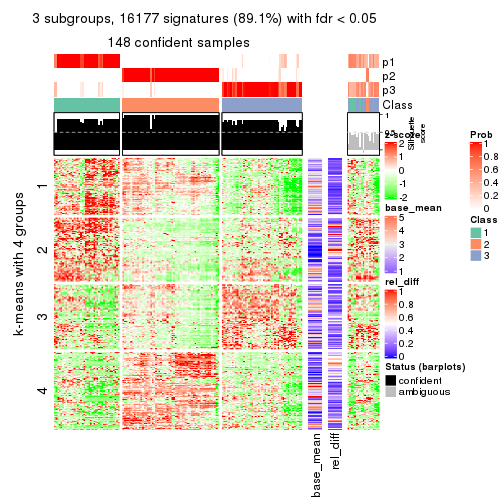 3 subgroups, 16177 signatures (89.1%) with fdr < 0.05
148 confident samples
p1
p2
p3
Class
1
0.5
Silhouette
score
k-means with 4 groups
1
2
3
4
base_mean
rel_diff
z-score
2
1
0
-1
-2
base_mean
5
4
3
2
1
rel_diff
1
0.8
0.6
0.4
0.2
0
Status (barplots)
confident
ambiguous
Prob
1
0.8
0.6
0.4
0.2
0
Class
1
2
3